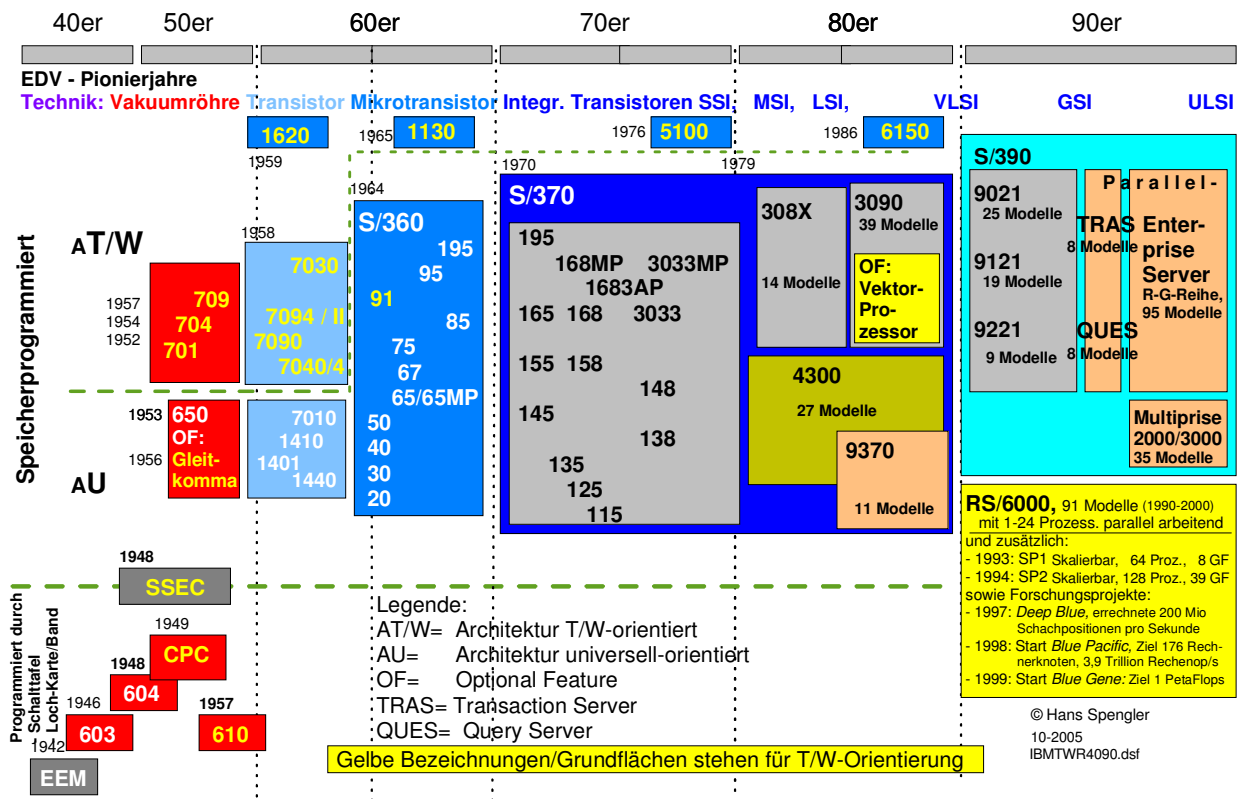 40er 50er 60er 70er 80er 90er
EDV - Pionierjahre
Technik: Vakuumröhre Transistor Mikrotransistor Integr. Transistoren SSI, MSI, LSI, VLSI GSI ULSI
1620
1959
1965 1130
1976 5100
1986 6150
1970
1979
1964
1958
Speicherprogrammiert
AT/W
1957
1954
1952
709
704
701
7030
7094 / II
7090
7040/4
S/360
195
95
91
85
75
67
65/65MP
50
40
30
20
AU
1953
1956
650
OF:
Gleit-
komma
7010
1410
1401
1440
S/370
195
168MP 3033MP
1683AP
165 168 3033
155 158
148
145
138
135
125
115
308X
14 Modelle
3090
39 Modelle
OF:
Vektor-
Pro-
zessor
4300
27 Modelle
9370
11 Modelle
S/390
9021
25 Modelle
9121
19 Modelle
9221
9 Modelle
Parallel-
TRAS
8 Modelle
QUES
8 Modelle
Enter-
prise
Server
R-G-Reihe,
95 Modelle
Multiprise
2000/3000
35 Modelle
RS/6000, 91 Modelle (1990-2000)
mit 1-24 Prozess. parallel arbeitend
und zusätzlich:
- 1993: SP1 Skalierbar, 64 Proz., 8 GF
- 1994: SP2 Skalierbar, 128 Proz., 39 GF
sowie Forschungsprojekte:
- 1997: Deep Blue, errechnete 200 Mio
Schachpositionen pro Sekunde
- 1998: Start Blue Pacific, Ziel 176 Rech-
nerknoten, 3,9 Trillion Rechenop/s
- 1999: Start Blue Gene: Ziel 1 PetaFlops
Programmiert durch
Schalttafel
Loch-Karte/Band
1948
SSEC
1949
CPC
1948
604
1946
603
1957
610
1942
EEM
Legende:
AT/W= Architektur T/W-orientiert
AU= Architektur universell-orientiert
OF= Optional Feature
TRAS= Transaction Server
QUES= Query Server
Gelbe Bezeichnungen/Grundflächen stehen für T/W-Orientierung
© Hans Spengler
10-2005
IBMTWR4090.dsf